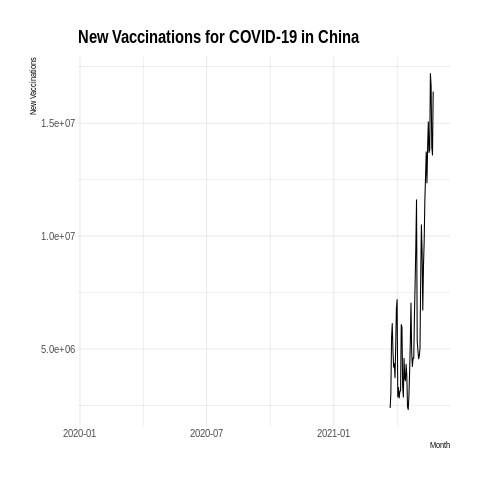 New Vaccinations for COVID-19 in China
New Vaccinations
1.5e+07
1.0e+07
5.0e+06
2020-01
2020-07
2021-01
Month